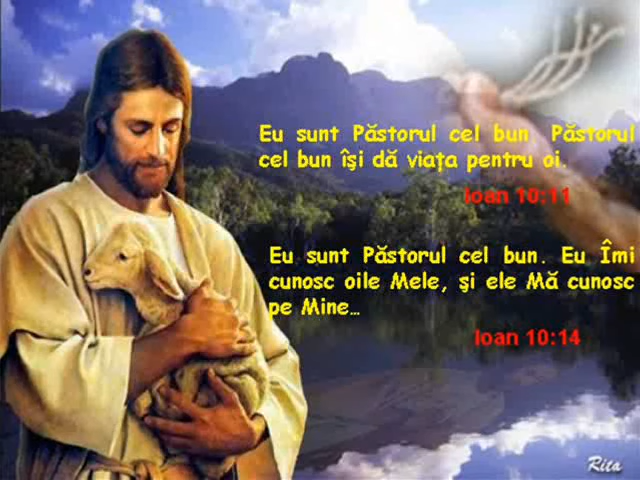 Eu sunt Păstorul cel bun Păstorul
cel bun îşi dă viaţa pentru oi.
Ioan 10:11
Eu sunt Păstorul cel bun. Eu Îmi
cunosc oile Mele, şi ele Mă cunosc
pe Mine…
Ioan 10:14
Rita